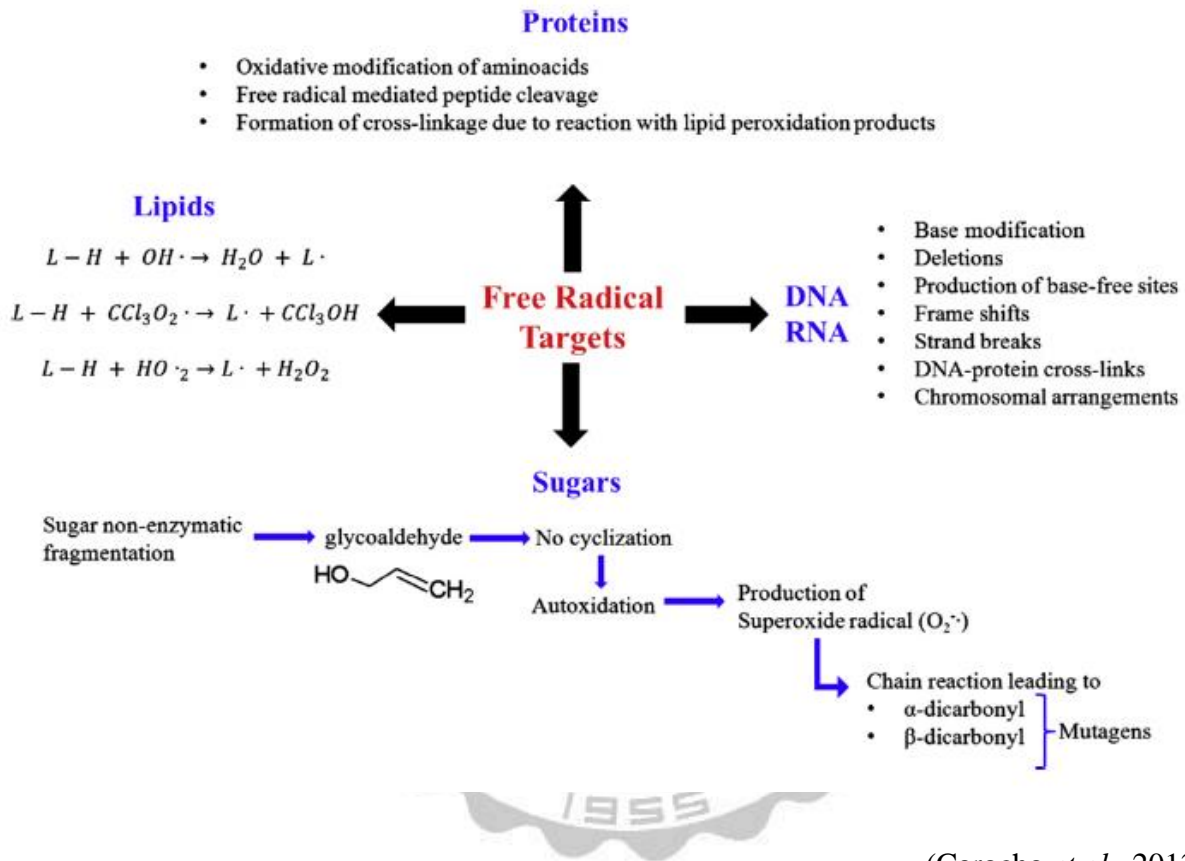 Proteins
• Oxidative modification of aminoacids
• Free radical mediated peptide cleavage
• Formation of cross-linkage due to reaction with lipid peroxidation products
Lipids
L − H + OH · → H₂O + L ·
L − H + CCl₃O₂ · → L · + CCl₃OH
L − H + HO ·₂ → L · + H₂O₂
Free Radical
Targets
DNA
RNA
• Base modification
• Deletions
• Production of base-free sites
• Frame shifts
• Strand breaks
• DNA-protein cross-links
• Chromosomal arrangements
Sugars
Sugar non-enzymatic
fragmentation
glycoaldehyde
HO
CH₂
No cyclization
Autoxidation
Production of
Superoxide radical (O₂⁻·)
Chain reaction leading to
• α-dicarbonyl
• β-dicarbonyl
Mutagens
1955